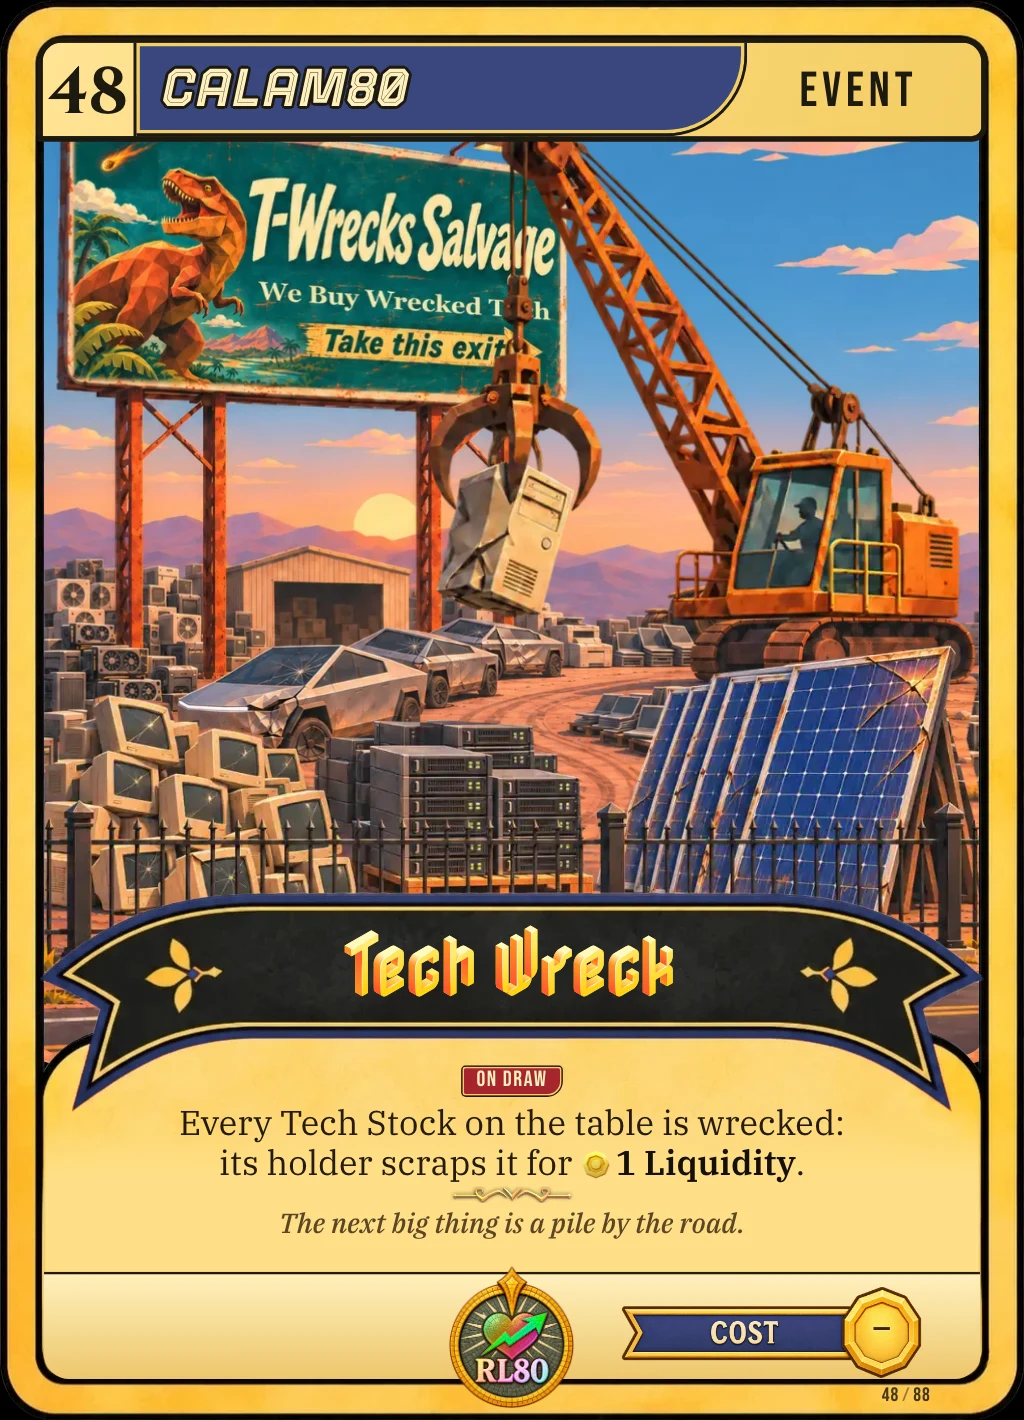 48
CALAM80
EVENT
T-Wrecks Salvage
We Buy Wrecked T h
Take this exit
Tech Wreck
ON DRAW
Every Tech Stock on the table is wrecked:
its holder scraps it for 1 Liquidity.
The next big thing is a pile by the road.
RL80
COST
–
48 / 88